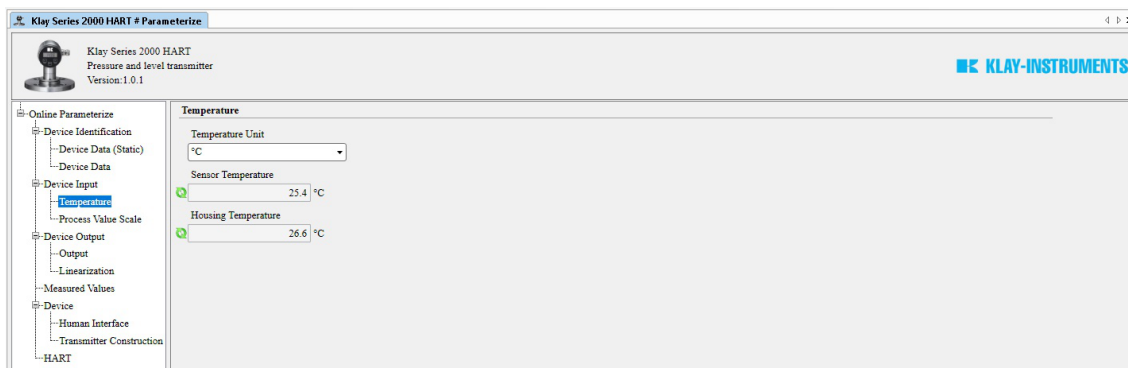 Klay Series 2000 HART # Parameterize
Klay Series 2000 HART
Pressure and level transmitter
Version:1.0.1
KLAY-INSTRUMENTS
Online Parameterize
Device Identification
Device Data (Static)
Device Data
Device Input
Temperature
Process Value Scale
Device Output
Output
Linearization
Measured Values
Device
Human Interface
Transmitter Construction
HART
Temperature
Temperature Unit
°C
Sensor Temperature
25.4 °C
Housing Temperature
26.6 °C